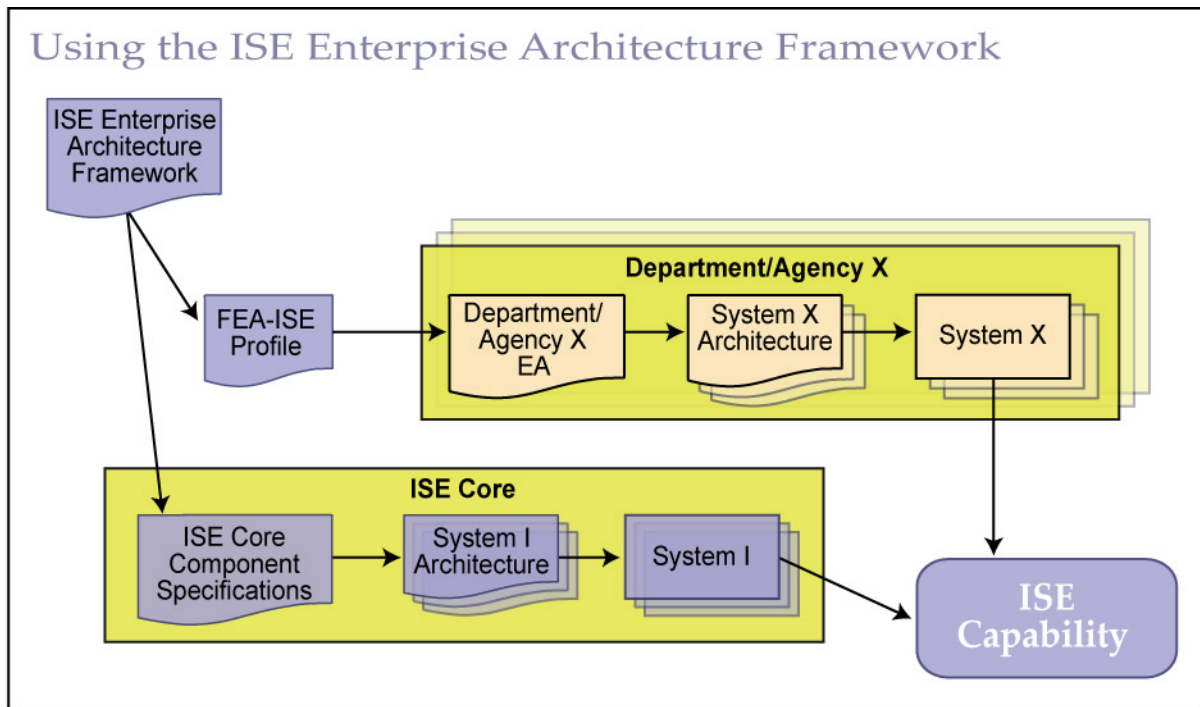 Using the ISE Enterprise Architecture Framework
ISE Enterprise
Architecture
Framework
Department/Agency X
FEA-ISE
Profile
Department/
Agency X
EA
System X
Architecture
System X
ISE Core
ISE Core
Component
Specifications
System I
Architecture
System I
ISE
Capability